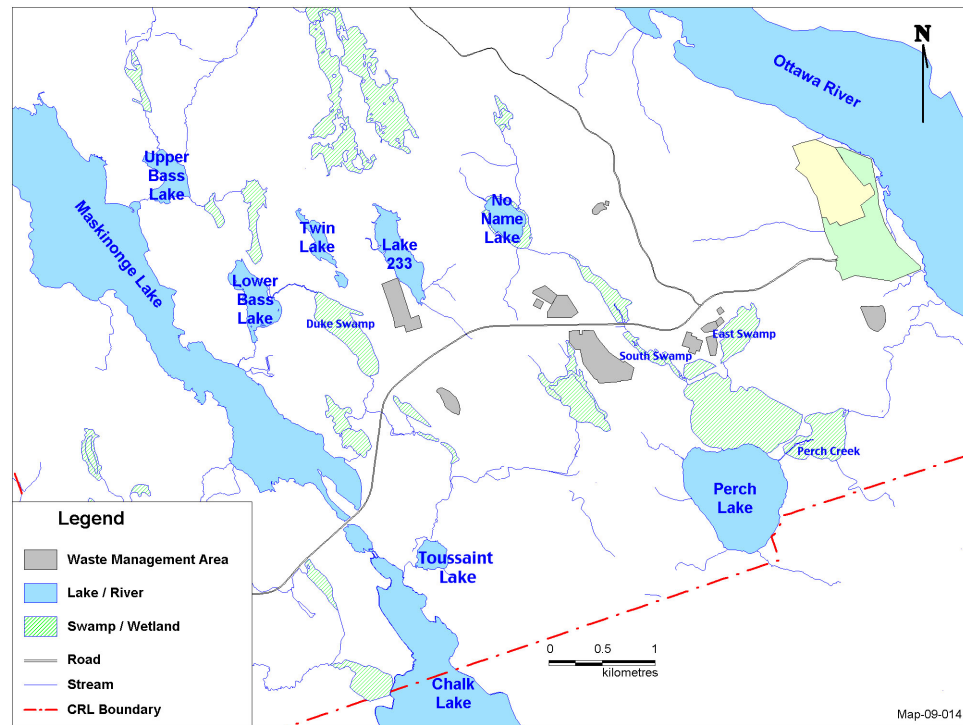 N
Ottawa River
Upper
Bass
Lake
Maskinonge Lake
Twin
Lake
Lake
233
No
Name
Lake
Lower
Bass
Lake
Duke Swamp
East Swamp
South Swamp
Perch Creek
Perch
Lake
Toussaint
Lake
Chalk
Lake
Legend
Waste Management Area
Lake / River
Swamp / Wetland
Road
Stream
CRL Boundary
0 0.5 1
kilometres
Map-09-014